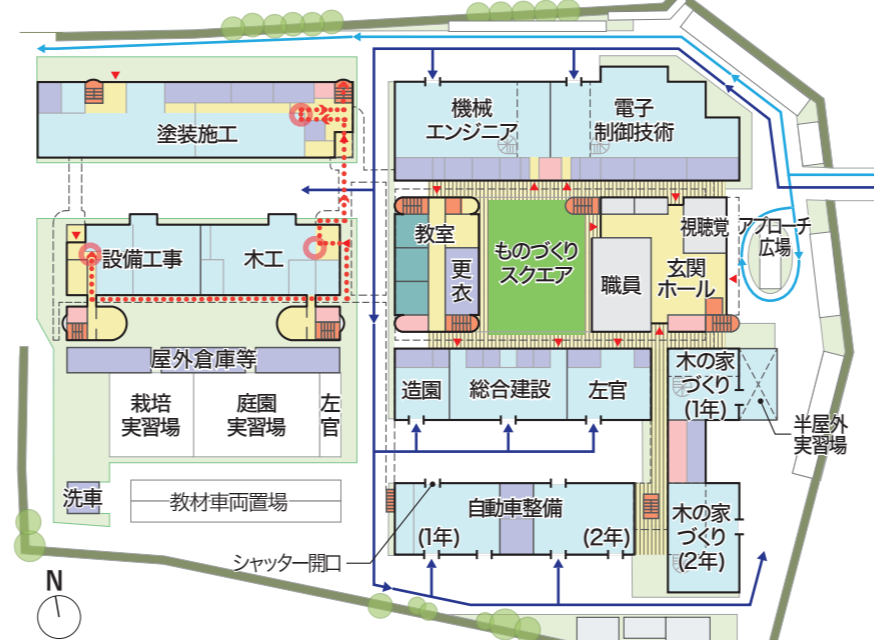 機械
エンジニア
電子
制御技術
塗装施工
視聴覚
アプローチ
広場
教室
ものづくり
スクエア
更
衣
職員
玄関
ホール
設備工事
木工
屋外倉庫等
造園
総合建設
左官
木の家
づくり
(1年)
栽培
実習場
庭園
実習場
左
官
半屋外
実習場
洗車
教材車両置場
自動車整備
(1年)
(2年)
木の家
づくり
(2年)
シャッター開口
N